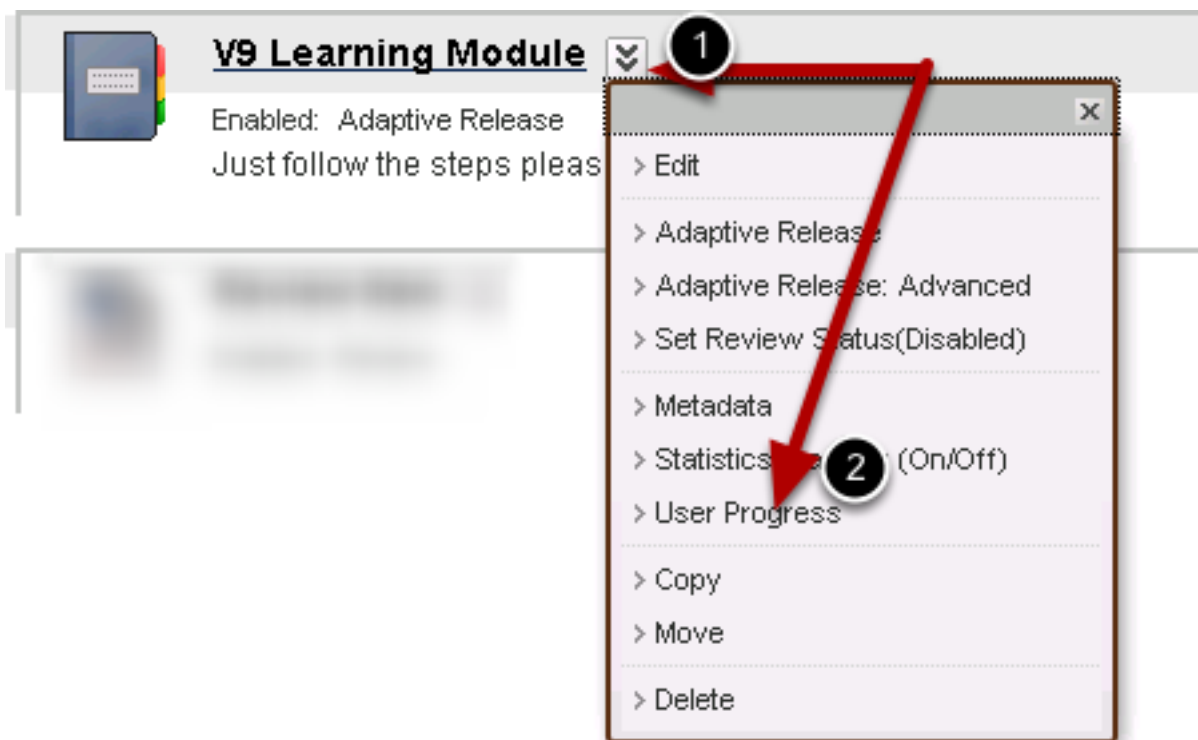 V9 Learning Module
1
Enabled: Adaptive Release
Just follow the steps pleas
x
> Edit
> Adaptive Release
> Adaptive Release: Advanced
> Set Review Status(Disabled)
> Metadata
> Statistics (On/Off)
2
> User Progress
> Copy
> Move
> Delete